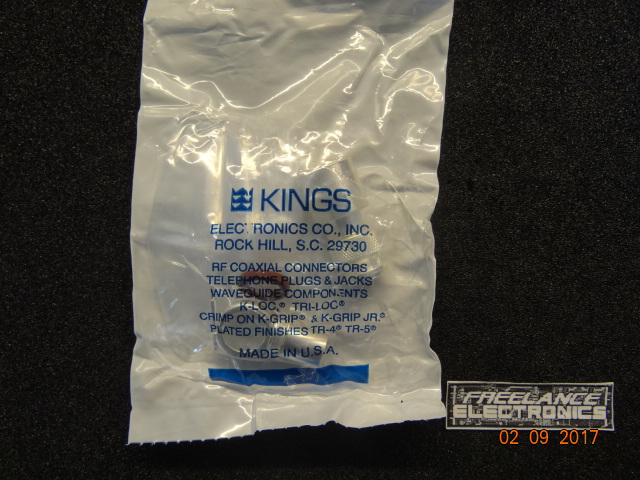 KINGS
ELECTRONICS CO., INC.
ROCK HILL, S.C. 29730
RF COAXIAL CONNECTORS
TELEPHONE PLUGS & JACKS
WAVEGUIDE COMPONENTS
K-LOC,® TRI-LOC®
CRIMP ON K-GRIP® & K-GRIP JR.®
PLATED FINISHES TR-4® TR-5®
MADE IN U.S.A.
FREELANCE
ELECTRONICS
02 09 2017